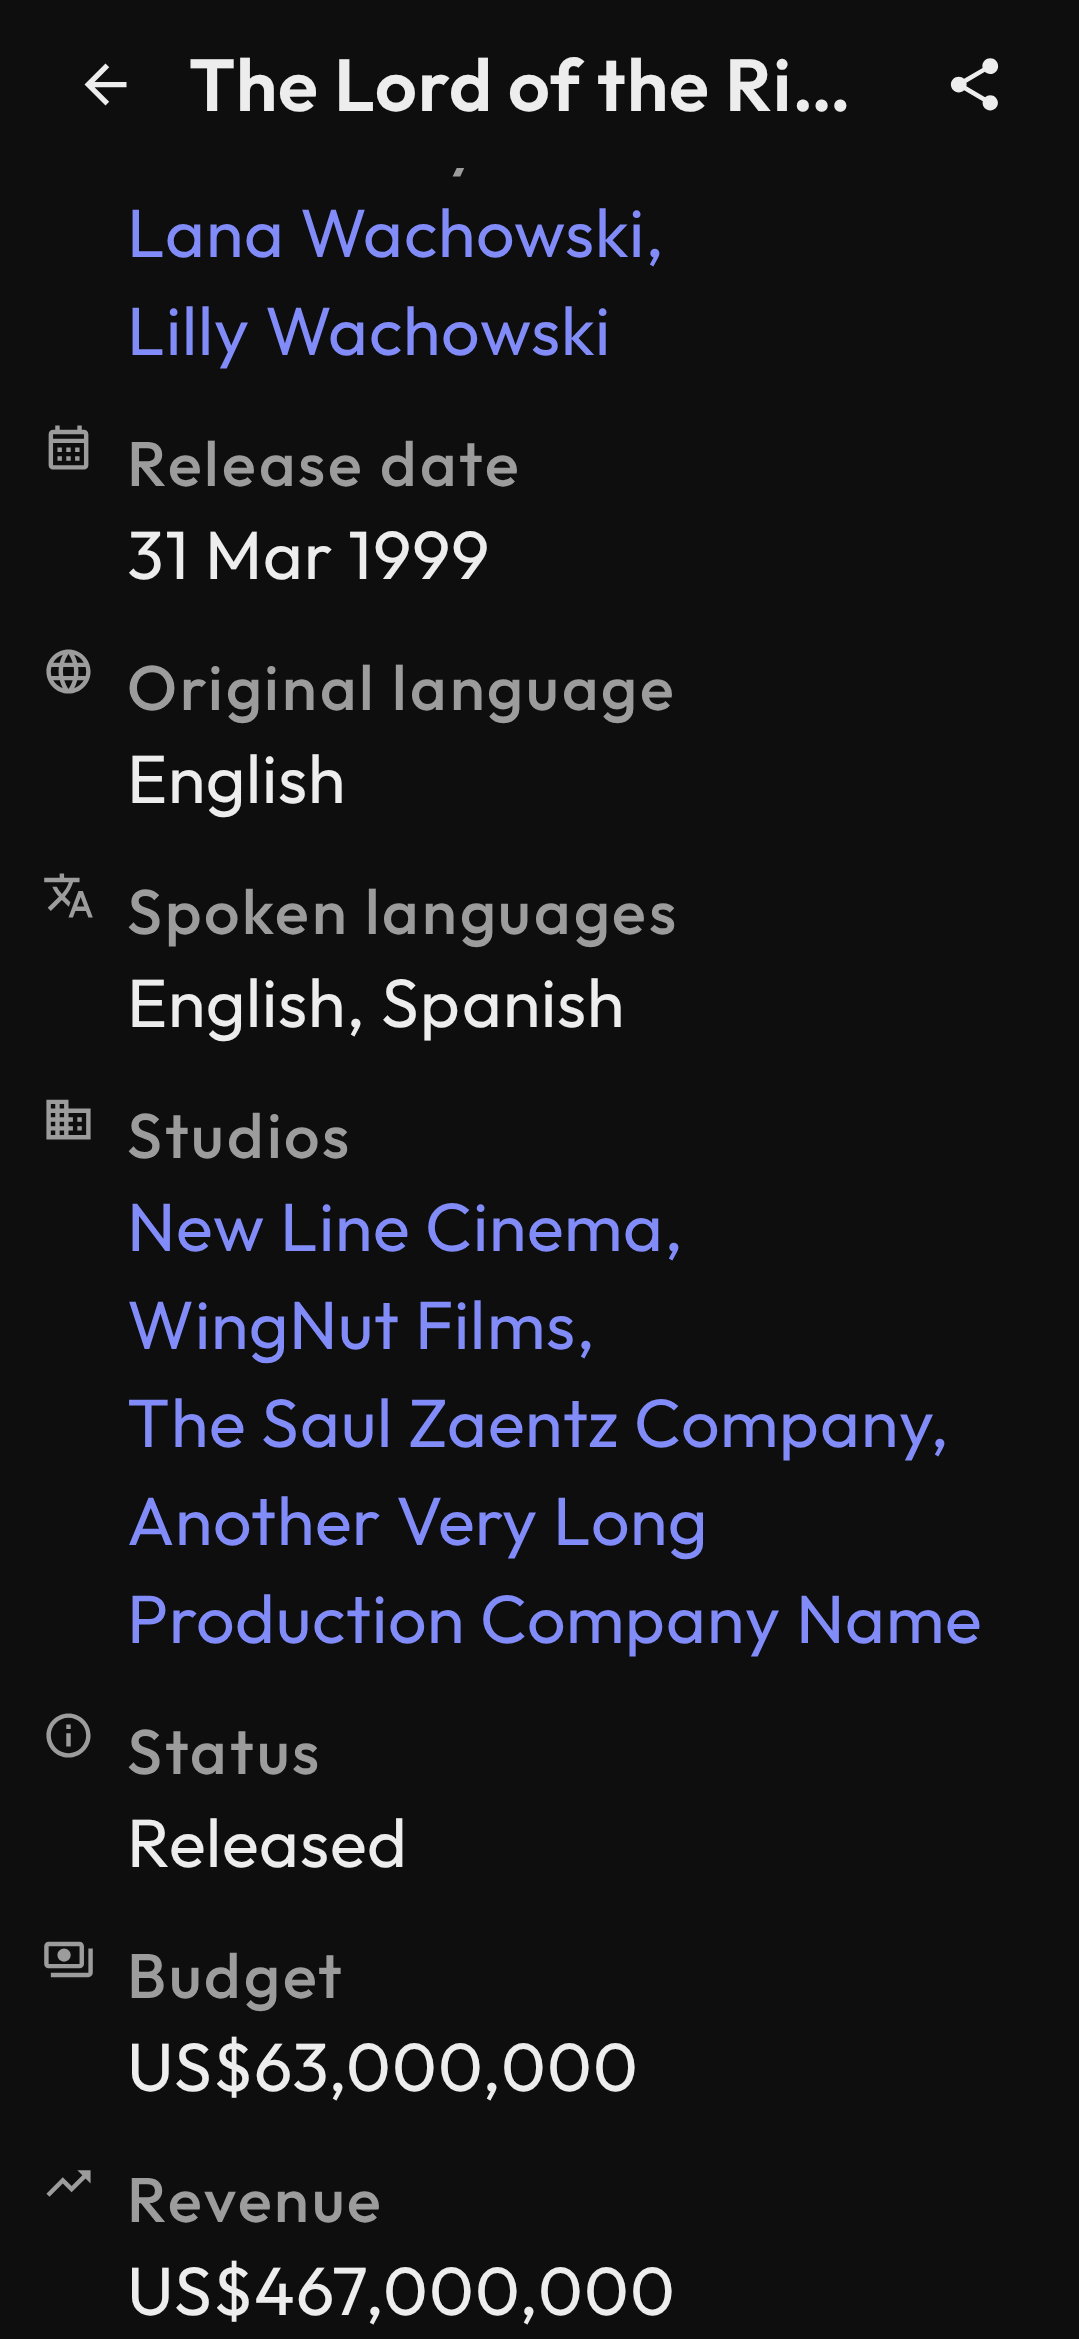 The Lord of the Ri...
Lana Wachowski,
Lilly Wachowski
Release date
31 Mar 1999
Original language
English
Spoken languages
English, Spanish
Studios
New Line Cinema,
WingNut Films,
The Saul Zaentz Company,
Another Very Long
Production Company Name
Status
Released
Budget
US$63,000,000
Revenue
US$467,000,000